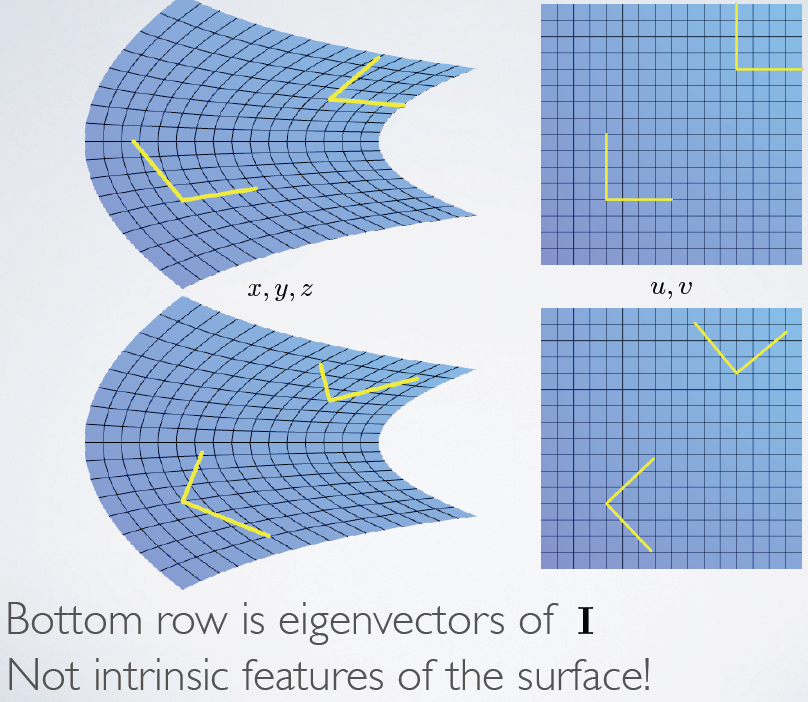 x, y, z
u, v
Bottom row is eigenvectors of I
Not intrinsic features of the surface!